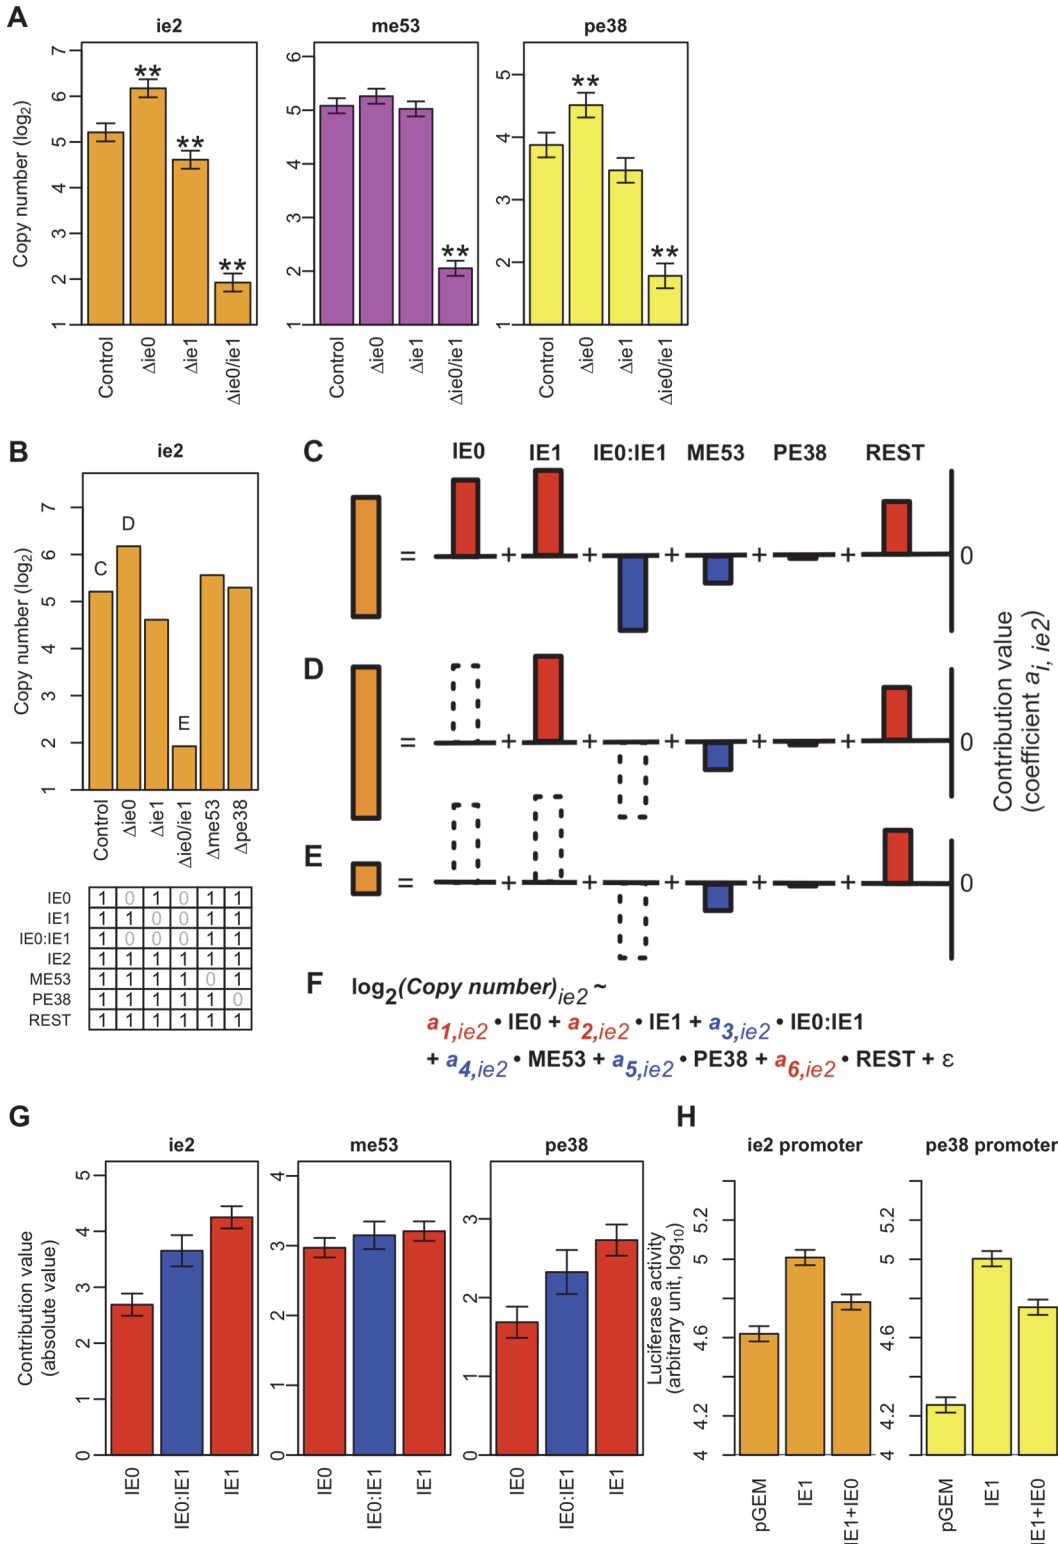 A
ie2
me53
pe38
Copy number (log2)
7
6
5
4
3
2
1
**
**
**
Control
Δie0
Δie1
Δie0/ie1
6
5
4
3
2
1
**
Control
Δie0
Δie1
Δie0/ie1
5
4
3
2
1
**
**
Control
Δie0
Δie1
Δie0/ie1
B
ie2
Copy number (log2)
7
6
5
4
3
2
1
C
D
E
Control
Δie0
Δie1
Δie0/ie1
Δme53
Δpe38
IE0 1 0 1 0 1 1
IE1 1 1 0 0 1 1
IE0:IE1 1 0 0 0 1 1
IE2 1 1 1 1 1 1
ME53 1 1 1 1 0 1
PE38 1 1 1 1 1 0
REST 1 1 1 1 1 1
C
IE0 IE1 IE0:IE1 ME53 PE38 REST
= + + + + + 0
D
= + + + + + 0
E
= + + + + + 0
Contribution value
(coefficient a i, ie2)
F
log2(Copy number)ie2 ~
a1,ie2 • IE0 + a2,ie2 • IE1 + a3,ie2 • IE0:IE1
+ a4,ie2 • ME53 + a5,ie2 • PE38 + a6,ie2 • REST + ε
G
ie2
me53
pe38
Contribution value
(absolute value)
5
4
3
2
1
0
IE0
IE0:IE1
IE1
4
3
2
1
0
IE0
IE0:IE1
IE1
3
2
1
0
IE0
IE0:IE1
IE1
H
ie2 promoter
pe38 promoter
Luciferase activity
(arbitrary unit, log10)
5.2
5
4.6
4.2
4
pGEM
IE1
IE1+IE0
5.2
5
4.6
4.2
4
pGEM
IE1
IE1+IE0